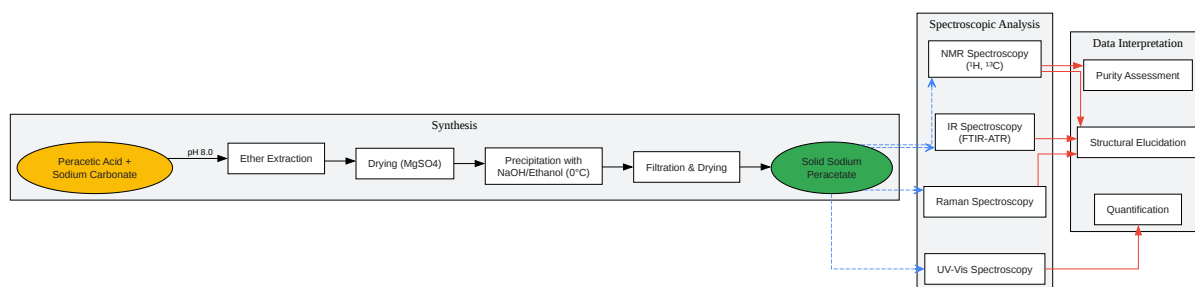 Synthesis
Peracetic Acid +
Sodium Carbonate
pH 8.0
Ether Extraction
Drying (MgSO4)
Precipitation with
NaOH/Ethanol (0°C)
Filtration & Drying
Solid Sodium
Peracetate
Spectroscopic Analysis
NMR Spectroscopy
(¹H, ¹³C)
IR Spectroscopy
(FTIR-ATR)
Raman Spectroscopy
UV-Vis Spectroscopy
Data Interpretation
Purity Assessment
Structural Elucidation
Quantification